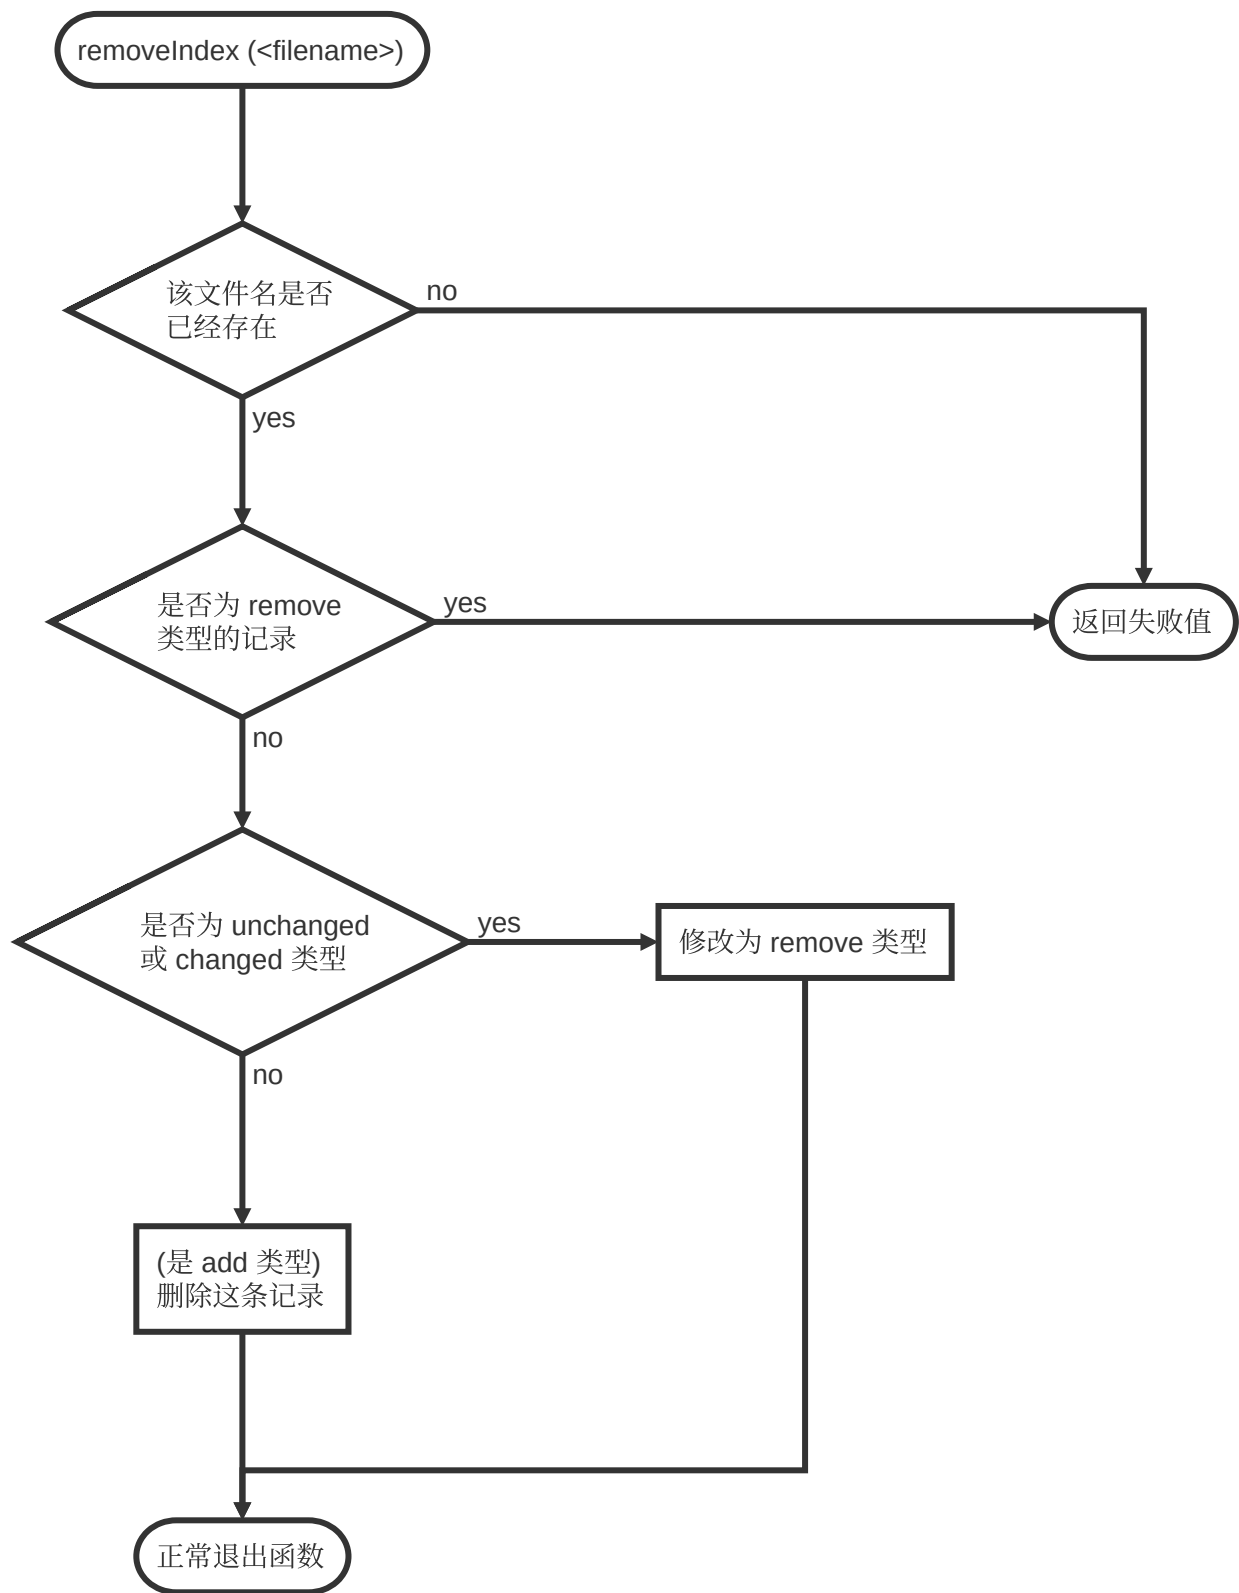 removeIndex (<filename>)
该文件名是否
已经存在
no
yes
是否为 remove
类型的记录
yes
返回失败值
no
是否为 unchanged
或 changed 类型
yes
修改为 remove 类型
no
(是 add 类型)
删除这条记录
正常退出函数